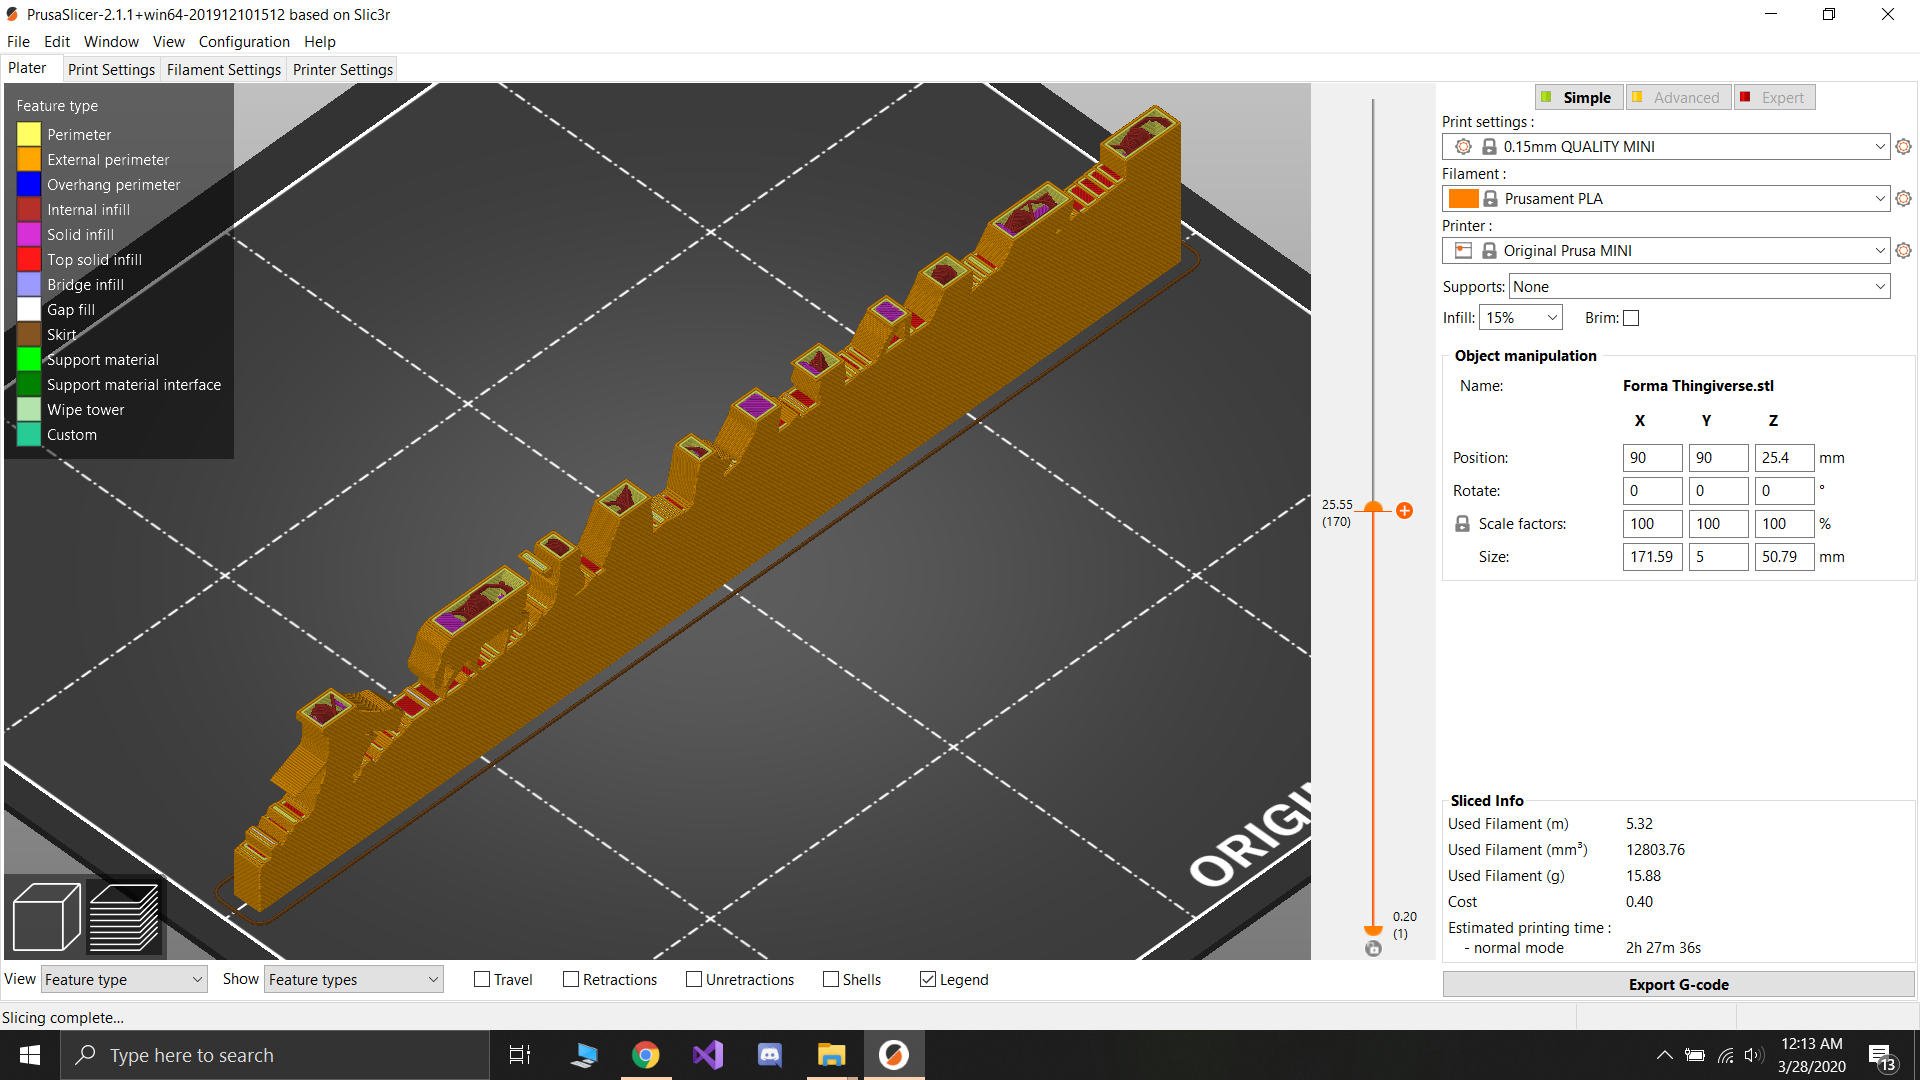 PrusaSlicer-2.1.1+win64-201912101512 based on Slic3r
File Edit Window View Configuration Help
Plater Print Settings Filament Settings Printer Settings
Feature type
Perimeter
External perimeter
Overhang perimeter
Internal infill
Solid infill
Top solid infill
Bridge infill
Gap fill
Skirt
Support material
Support material interface
Wipe tower
Custom
ORIGIN
25.55
(170)
0.20
(1)
Simple Advanced Expert
Print settings :
0.15mm QUALITY MINI
Filament :
Prusament PLA
Printer :
Original Prusa MINI
Supports: None
Infill: 15% Brim:
Object manipulation
Name: Forma Thingiverse.stl
X Y Z
Position: 90 90 25.4 mm
Rotate: 0 0 0 °
Scale factors: 100 100 100 %
Size: 171.59 5 50.79 mm
Sliced Info
Used Filament (m) 5.32
Used Filament (mm³) 12803.76
Used Filament (g) 15.88
Cost 0.40
Estimated printing time :
- normal mode 2h 27m 36s
Export G-code
View Feature type Show Feature types Travel Retractions Unretractions Shells Legend
Slicing complete...
Type here to search
12:13 AM
3/28/2020
13